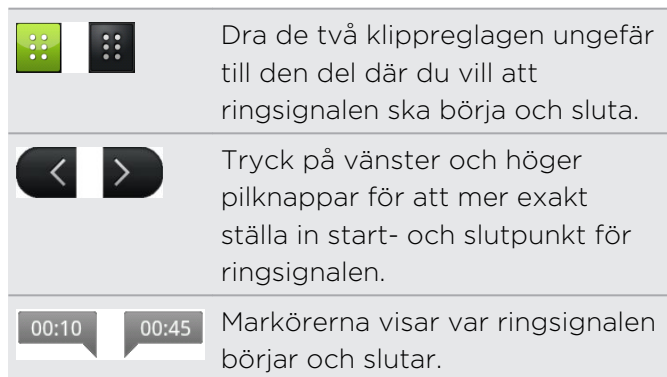 Dra de två klippreglagen ungefär
till den del där du vill att
ringsignalen ska börja och sluta.
Tryck på vänster och höger
pilknappar för att mer exakt
ställa in start- och slutpunkt för
ringsignalen.
00:10 00:45 Markörerna visar var ringsignalen
börjar och slutar.